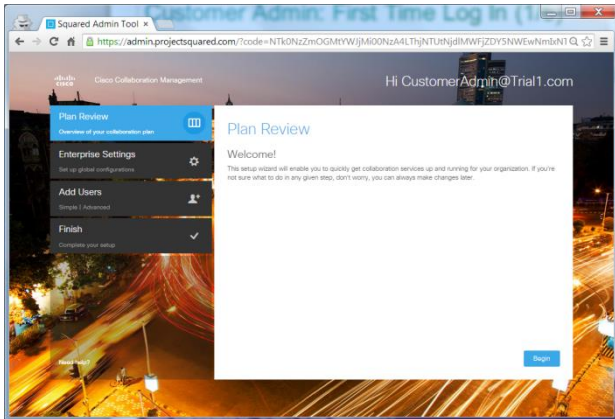 Customer Admin: First Time Log In (1
Squared Admin Tool
https://admin.projectsquared.com/?code=
cisco
Cisco Collaboration Management
Hi CustomerAdmin@Trial1.com
Plan Review
Overview of your collaboration plan
Enterprise Settings
Set up global configurations
Add Users
Simple | Advanced
Finish
Complete your setup
Need help?
Plan Review
Welcome!
This setup wizard will enable you to quickly get collaboration services up and running for your organization. If you're
not sure what to do in any given step, don't worry, you can always make changes later.
Begin